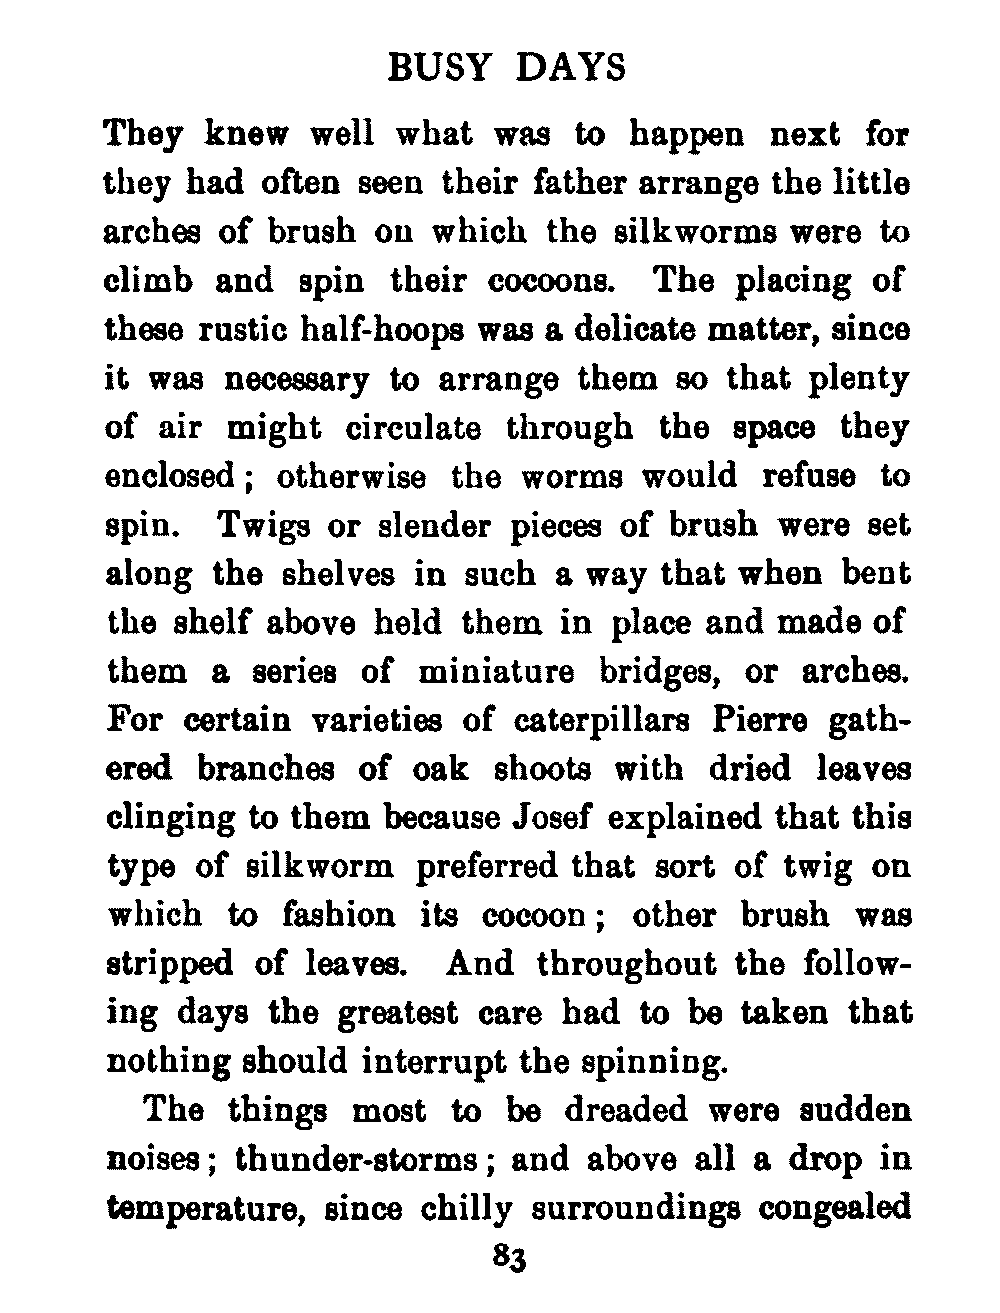 BUSY DAYS
They knew well what was to happen next for
they had often seen their father arrange the little
arches of brush on which the silkworms were to
climb and spin their cocoons. The placing of
these rustic half-hoops was a delicate matter, since
it was necessary to arrange them so that plenty
of air might circulate through the space they
enclosed; otherwise the worms would refuse to
spin. Twigs or slender pieces of brush were set
along the shelves in such a way that when bent
the shelf above held them in place and made of
them a series of miniature bridges, or arches.
For certain varieties of caterpillars Pierre gath-
ered branches of oak shoots with dried leaves
clinging to them because Josef explained that this
type of silkworm preferred that sort of twig on
which to fashion its cocoon; other brush was
stripped of leaves. And throughout the follow-
ing days the greatest care had to be taken that
nothing should interrupt the spinning.
The things most to be dreaded were sudden
noises; thunder-storms; and above all a drop in
temperature, since chilly surroundings congealed
83